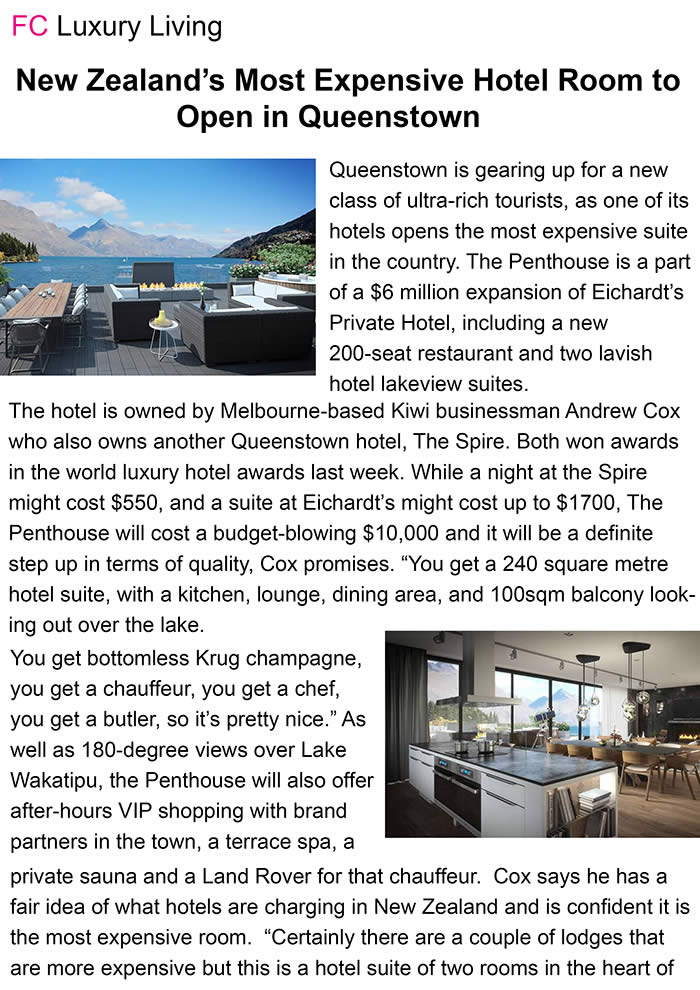 FC Luxury Living
New Zealand’s Most Expensive Hotel Room to
Open in Queenstown
Queenstown is gearing up for a new
class of ultra-rich tourists, as one of its
hotels opens the most expensive suite
in the country. The Penthouse is a part
of a $6 million expansion of Eichardt’s
Private Hotel, including a new
200-seat restaurant and two lavish
hotel lakeview suites.
The hotel is owned by Melbourne-based Kiwi businessman Andrew Cox
who also owns another Queenstown hotel, The Spire. Both won awards
in the world luxury hotel awards last week. While a night at the Spire
might cost $550, and a suite at Eichardt’s might cost up to $1700, The
Penthouse will cost a budget-blowing $10,000 and it will be a definite
step up in terms of quality, Cox promises. “You get a 240 square metre
hotel suite, with a kitchen, lounge, dining area, and 100sqm balcony look-
ing out over the lake.
You get bottomless Krug champagne,
you get a chauffeur, you get a chef,
you get a butler, so it’s pretty nice.” As
well as 180-degree views over Lake
Wakatipu, the Penthouse will also offer
after-hours VIP shopping with brand
partners in the town, a terrace spa, a
private sauna and a Land Rover for that chauffeur.  Cox says he has a
fair idea of what hotels are charging in New Zealand and is confident it is
the most expensive room.  “Certainly there are a couple of lodges that
are more expensive but this is a hotel suite of two rooms in the heart of